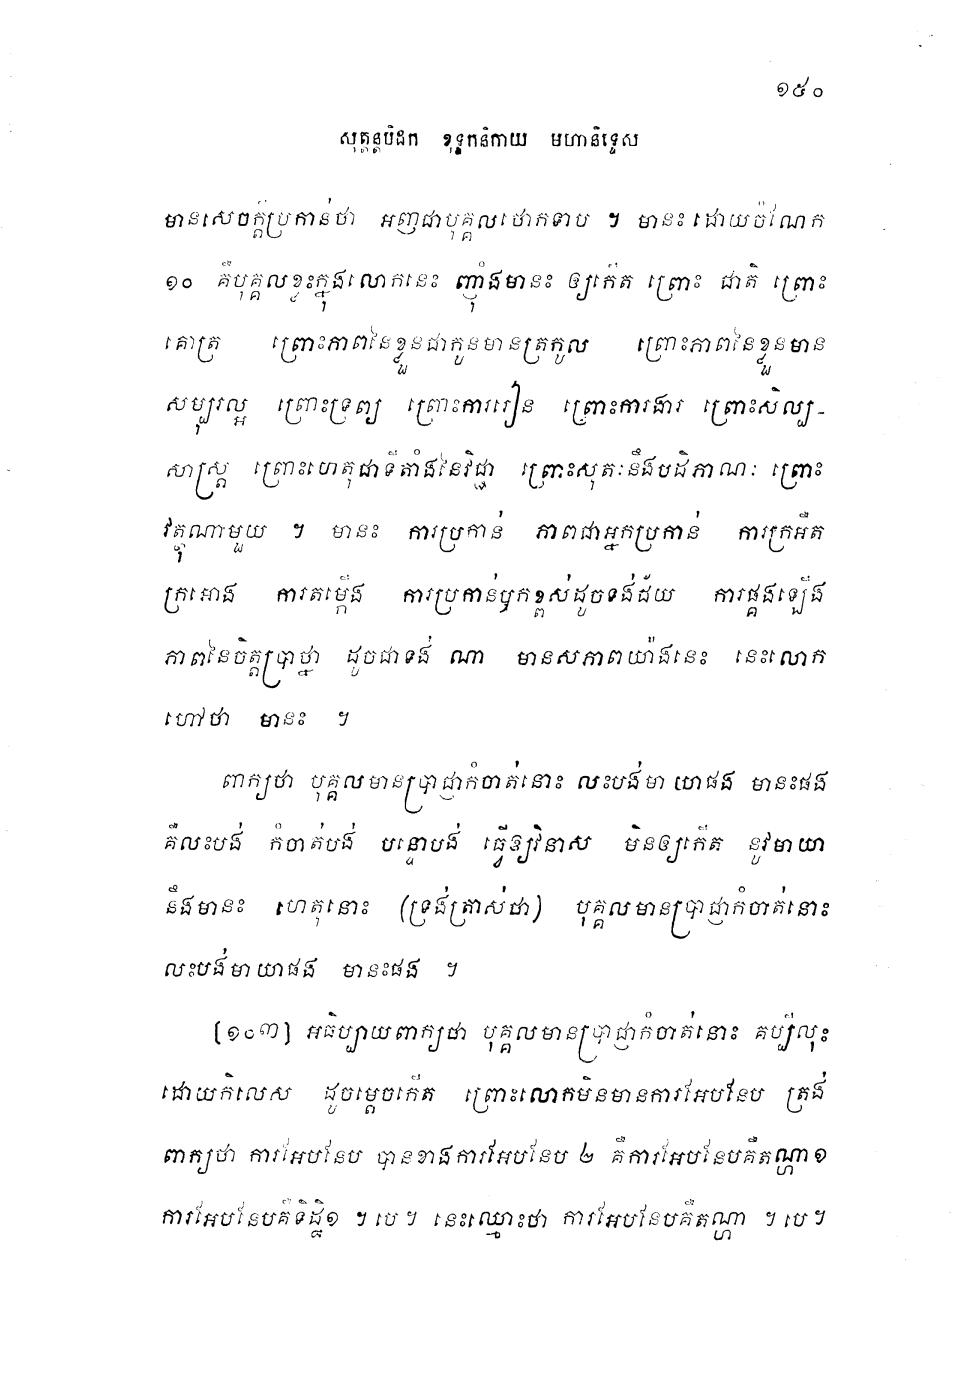 ១៥០
សុត្តន្តបិដក ខុទ្ទកនិកាយ មហានិទ្ទេស
មានសេចក្តីប្រកាន់ថា អញជាបុគ្គលថោកទាប ។ មានះ ដោយចំណែក
១០ គឺបុគ្គលខ្លះក្នុងលោកនេះ ញ៉ាំងមានះ ឲ្យកើត ព្រោះ ជាតិ ព្រោះ
គោត្រ ព្រោះភាពនៃខ្លួនជាកូនមានត្រកូល ព្រោះភាពនៃខ្លួនមាន
សម្បុរល្អ ព្រោះទ្រព្យ ព្រោះការរៀន ព្រោះការងារ ព្រោះសិល្ប-
សាស្ត្រ ព្រោះហេតុជាទីតាំងនៃវិជ្ជា ព្រោះសុតៈនឹងបដិភាណៈ ព្រោះ
វត្ថុណាមួយ ។ មានះ ការប្រកាន់ ភាពជាអ្នកប្រកាន់ ការក្រអឺត
ក្រអោង ការតម្កើង ការប្រកាន់ឫកខ្ពស់ដូចទង់ជ័យ ការផ្គងឡើង
ភាពនៃចិត្តប្រាថ្នា ដូចជាទង់ ណា មានសភាពយ៉ាងនេះ នេះលោក
ហៅថា មានះ ។
ពាក្យថា បុគ្គលមានប្រាជ្ញាកំចាត់នោះ លះបង់មាយាផង មានះផង
គឺលះបង់ កំចាត់បង់ បន្ទោបង់ ធ្វើឱ្យវិនាស មិនឲ្យកើត នូវមាយា
នឹងមានះ ហេតុនោះ (ទ្រង់ត្រាស់ថា) បុគ្គលមានប្រាជ្ញាកំចាត់នោះ
លះបង់មាយាផង មានះផង ។
[១០៣] អធិប្បាយពាក្យថា បុគ្គលមានប្រាជ្ញាកំចាត់នោះ គប្បីលុះ
ដោយកិលេស ដូចម្តេចកើត ព្រោះលោកមិនមានការអែបនែប ត្រង់
ពាក្យថា ការអែបនែប បានខាងការអែបនែប ២ គឺការអែបនែបគឺតណ្ហា១
ការអែបនែបគឺទិដ្ឋិ១ ។ បេ ។ នេះឈ្មោះថា ការអែបនែបគឺតណ្ហា ។ បេ ។